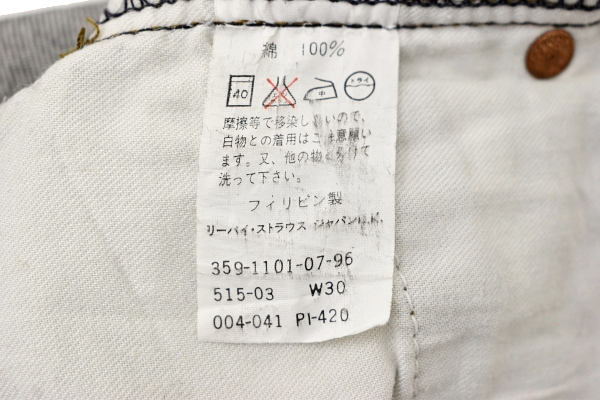 綿 100%
40 中 ドライ
摩擦等で移染し易いので、
白物との着用はご注意願い
ます。又、他の物と分けて
洗って下さい。
フィリピン製
リーバイ・ストラウス ジャパン
359-1101-07-96
515-03 W30
004-041 PI-420